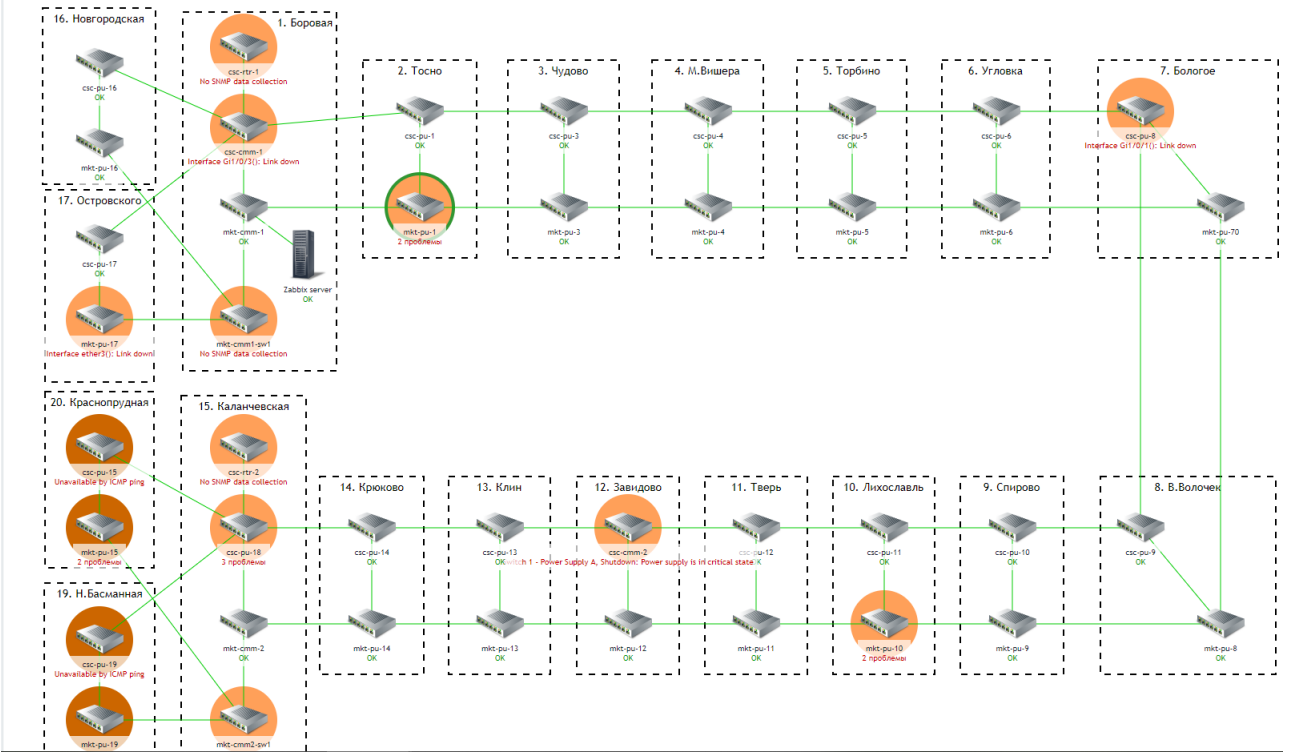 16. Новгородская
csc-pu-16
OK
mkt-pu-16
OK
17. Островского
csc-pu-17
OK
mkt-pu-17
Interface ether3(): Link down
1. Боровая
csc-rtr-1
No SNMP data collection
csc-cmm-1
Interface Gi1/0/3(): Link down
mkt-cmm-1
OK
Zabbix server
OK
mkt-cmm1-sw1
No SNMP data collection
2. Тосно
csc-pu-1
OK
mkt-pu-1
2 проблемы
3. Чудово
csc-pu-3
OK
mkt-pu-3
OK
4. М.Вишера
csc-pu-4
OK
mkt-pu-4
OK
5. Торбино
csc-pu-5
OK
mkt-pu-5
OK
6. Угловка
csc-pu-6
OK
mkt-pu-6
OK
7. Бологое
csc-pu-8
Interface Gi1/0/1(): Link down
mkt-pu-70
OK
20. Краснопрудная
csc-pu-15
Unavailable by ICMP ping
mkt-pu-15
2 проблемы
19. Н.Басманная
csc-pu-19
Unavailable by ICMP ping
mkt-pu-19
15. Каланчевская
csc-rtr-2
No SNMP data collection
csc-pu-18
3 проблемы
mkt-cmm-2
OK
mkt-cmm2-sw1
14. Крюково
csc-pu-14
OK
mkt-pu-14
OK
13. Клин
csc-pu-13
OK
mkt-pu-13
OK
12. Завидово
csc-cmm-2
witch 1 - Power Supply A, Shutdown: Power supply is in critical state
mkt-pu-12
OK
11. Тверь
csc-pu-12
K
mkt-pu-11
OK
10. Лихославль
csc-pu-11
OK
mkt-pu-10
2 проблемы
9. Спирово
csc-pu-10
OK
mkt-pu-9
OK
8. В.Волочек
csc-pu-9
OK
mkt-pu-8
OK